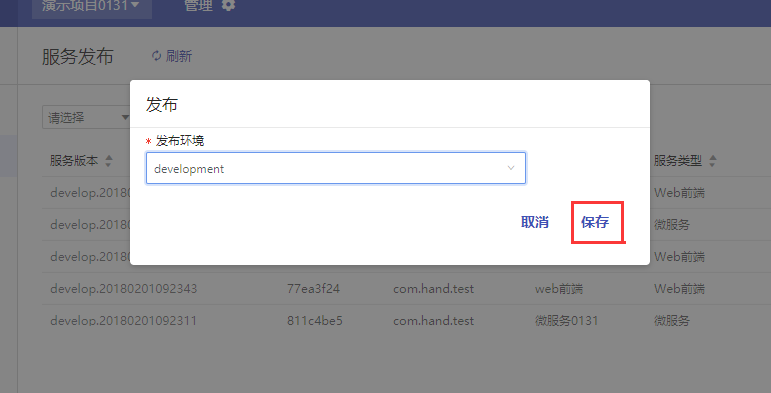 演示项目0131 管理
服务发布 刷新
请选择
发布
* 发布环境
development
取消 保存
服务版本 服务类型
develop.20180201 Web前端
develop.20180201 微服务
develop.20180201 Web前端
develop.20180201092343 77ea3f24 com.hand.test web前端 Web前端
develop.20180201092311 811c4be5 com.hand.test 微服务0131 微服务